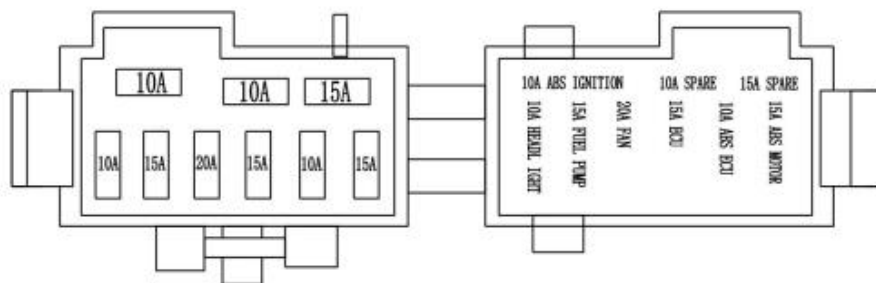 10A
10A 15A
10A 15A 20A 15A 10A 15A
10A ABS IGNITION 10A SPARE 15A SPARE
10A HEADL IGHT
15A FUEL PUMP
20A FAN
15A ECU
10A ABS ECU
15A ABS MOTOR